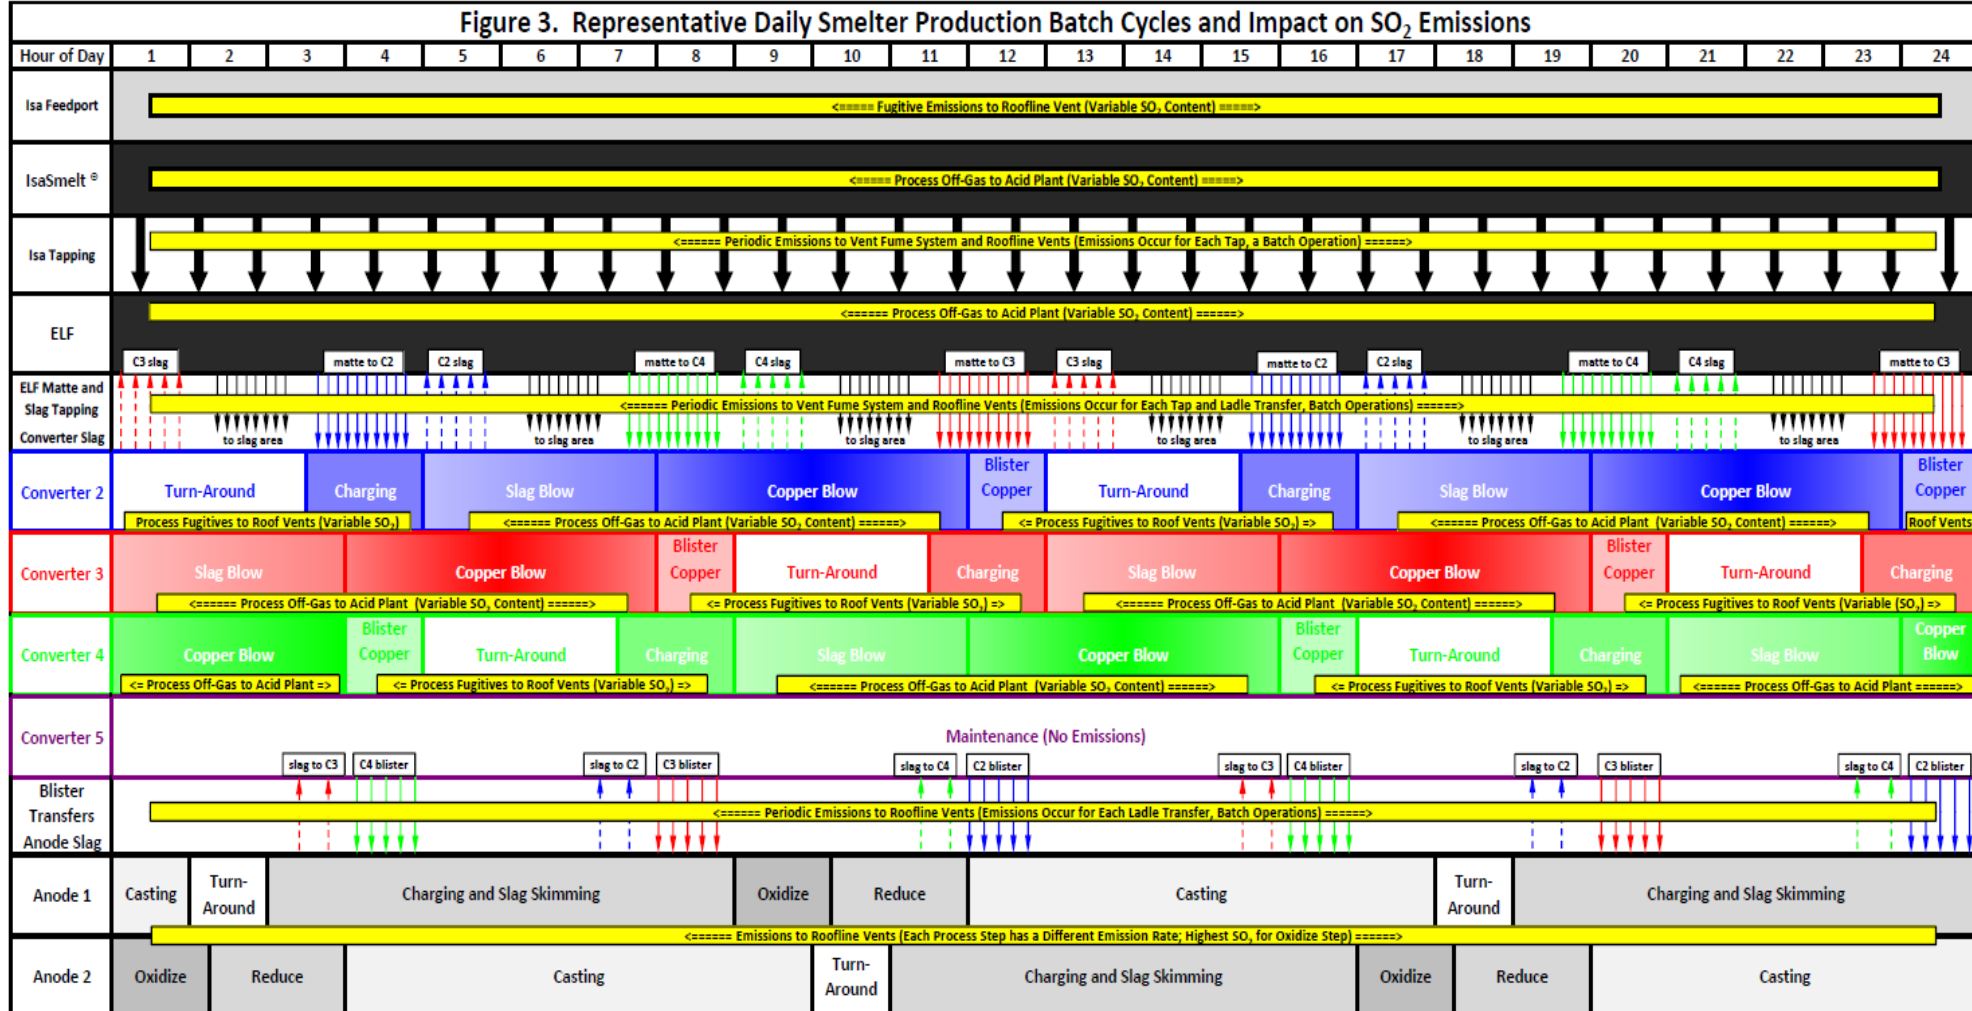 Figure 3. Representative Daily Smelter Production Batch Cycles and Impact on SO₂ Emissions
Hour of Day 1 2 3 4 5 6 7 8 9 10 11 12 13 14 15 16 17 18 19 20 21 22 23 24
Isa Feedport
<===== Fugitive Emissions to Roofline Vent (Variable SO₂ Content) =====>
IsaSmelt ®
<===== Process Off-Gas to Acid Plant (Variable SO₂ Content) =====>
Isa Tapping
<====== Periodic Emissions to Vent Fume System and Roofline Vents (Emissions Occur for Each Tap, a Batch Operation) ======>
ELF
<====== Process Off-Gas to Acid Plant (Variable SO₂ Content) ======>
C3 slag matte to C2 C2 slag matte to C4 C4 slag matte to C3 C3 slag matte to C2 C2 slag matte to C4 C4 slag matte to C3
ELF Matte and
Slag Tapping
<====== Periodic Emissions to Vent Fume System and Roofline Vents (Emissions Occur for Each Tap and Ladle Transfer, Batch Operations) ======>
Converter Slag
to slag area to slag area to slag area to slag area to slag area to slag area
Converter 2
Turn-Around Charging Slag Blow Copper Blow Blister Copper Turn-Around Charging Slag Blow Copper Blow Blister Copper
Process Fugitives to Roof Vents (Variable SO₂) <====== Process Off-Gas to Acid Plant (Variable SO₂ Content) ======> <= Process Fugitives to Roof Vents (Variable SO₂) => <====== Process Off-Gas to Acid Plant (Variable SO₂ Content) ======> Roof Vents
Converter 3
Slag Blow Copper Blow Blister Copper Turn-Around Charging Slag Blow Copper Blow Blister Copper Turn-Around Charging
<====== Process Off-Gas to Acid Plant (Variable SO₂ Content) ======> <= Process Fugitives to Roof Vents (Variable SO₂) => <====== Process Off-Gas to Acid Plant (Variable SO₂ Content) ======> <= Process Fugitives to Roof Vents (Variable (SO₂) =>
Converter 4
Copper Blow Blister Copper Turn-Around Charging Slag Blow Copper Blow Blister Copper Turn-Around Charging Slag Blow Copper Blow
<= Process Off-Gas to Acid Plant => <= Process Fugitives to Roof Vents (Variable SO₂) => <====== Process Off-Gas to Acid Plant (Variable SO₂ Content) ======> <= Process Fugitives to Roof Vents (Variable SO₂) => <====== Process Off-Gas to Acid Plant ======>
Converter 5
Maintenance (No Emissions)
slag to C3 C4 blister slag to C2 C3 blister slag to C4 C2 blister slag to C3 C4 blister slag to C2 C3 blister slag to C4 C2 blister
Blister
Transfers
Anode Slag
<====== Periodic Emissions to Roofline Vents (Emissions Occur for Each Ladle Transfer, Batch Operations) ======>
Anode 1
Casting Turn-Around Charging and Slag Skimming Oxidize Reduce Casting Turn-Around Charging and Slag Skimming
<====== Emissions to Roofline Vents (Each Process Step has a Different Emission Rate; Highest SO₂ for Oxidize Step) ======>
Anode 2
Oxidize Reduce Casting Turn-Around Charging and Slag Skimming Oxidize Reduce Casting